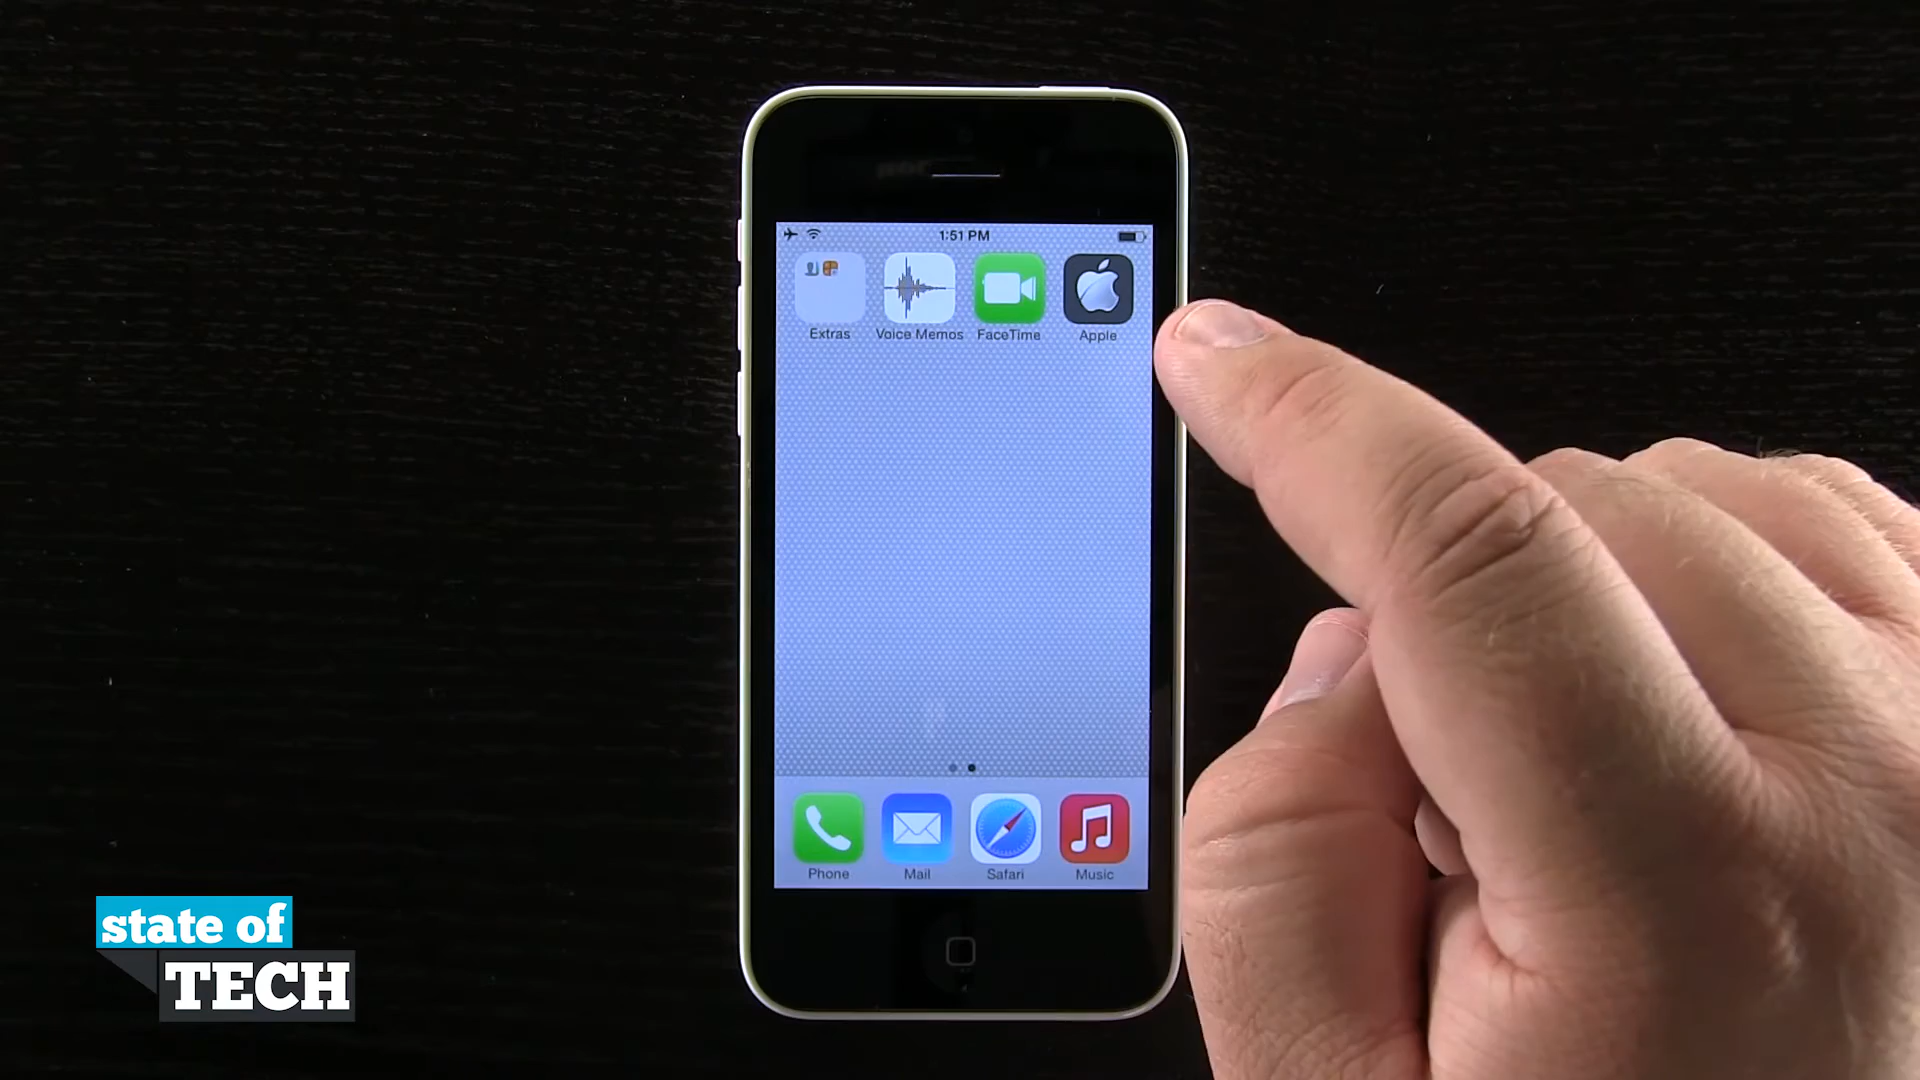 1:51 PM
Extras Voice Memos FaceTime Apple
Phone Mail Safari Music
state of
TECH